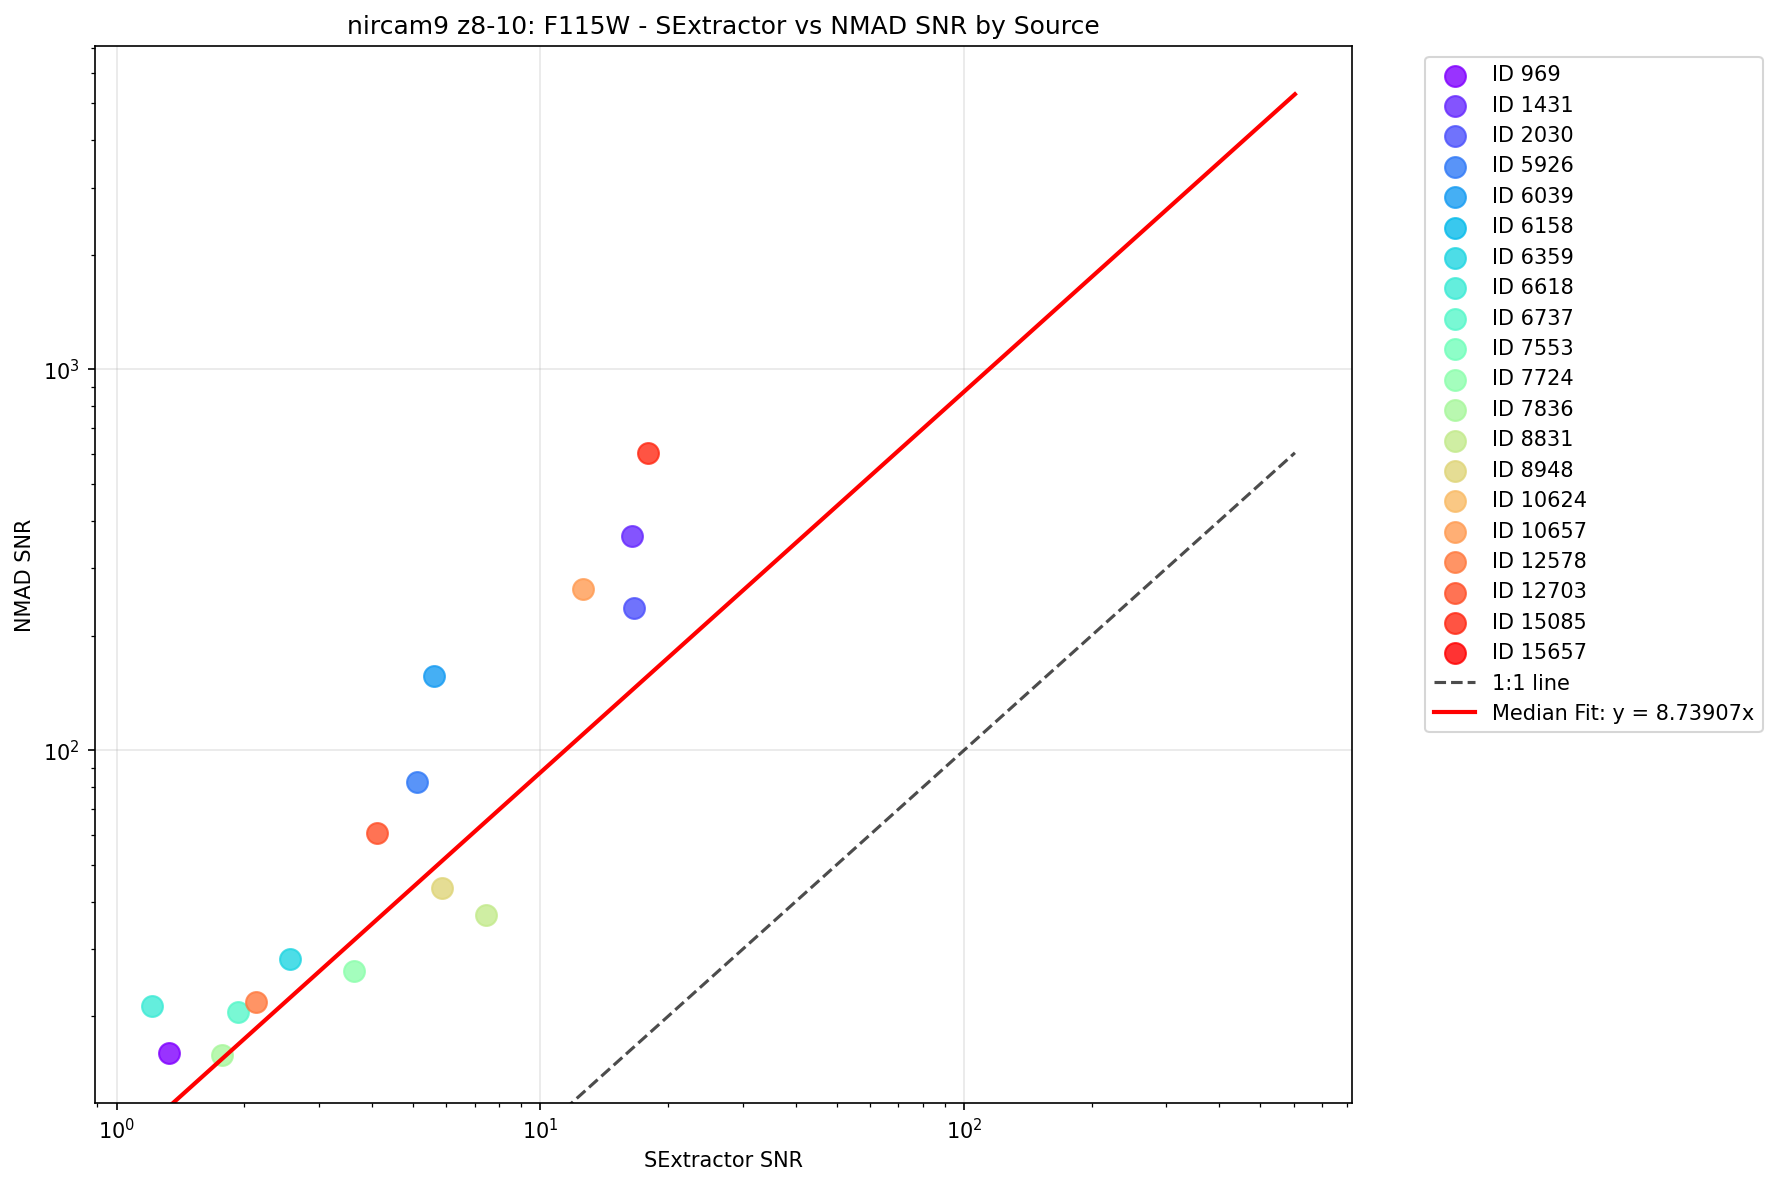 nircam9 z8-10: F115W - SExtractor vs NMAD SNR by Source
NMAD SNR
10³
10²
10⁰
10¹
10²
SExtractor SNR
ID 969
ID 1431
ID 2030
ID 5926
ID 6039
ID 6158
ID 6359
ID 6618
ID 6737
ID 7553
ID 7724
ID 7836
ID 8831
ID 8948
ID 10624
ID 10657
ID 12578
ID 12703
ID 15085
ID 15657
1:1 line
Median Fit: y = 8.73907x